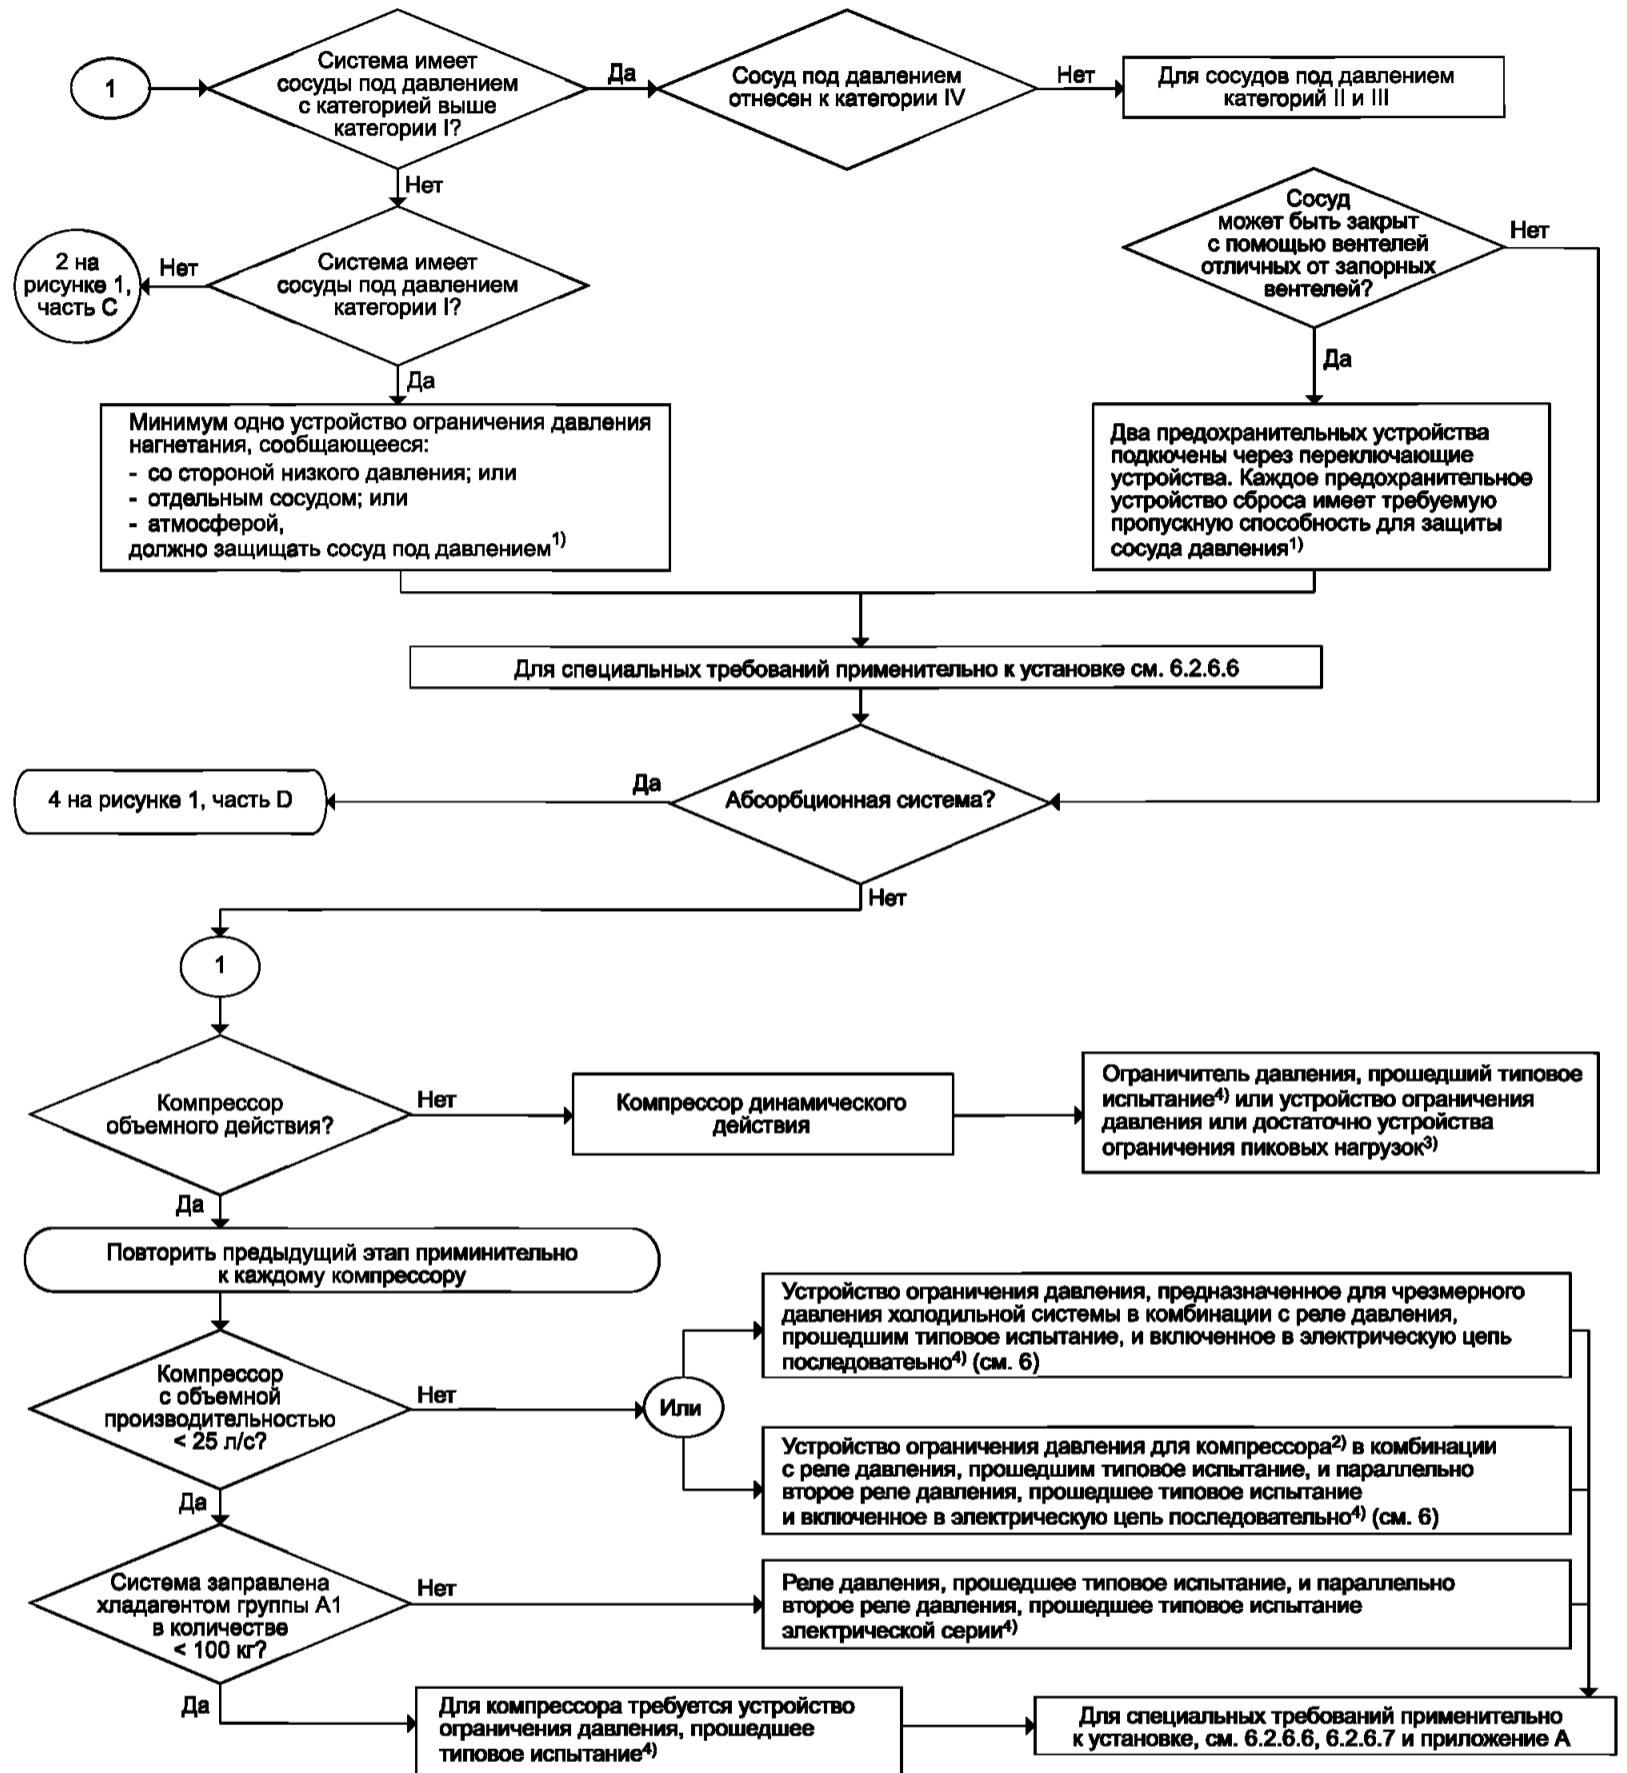 1
Система имеет
сосуды под давлением
с категорией выше
категории I?
Да
Сосуд под давлением
отнесен к категории IV
Нет
Для сосудов под давлением
категорий II и III
Нет
2 на
рисунке 1,
часть C
Нет
Система имеет
сосуды под давлением
категории I?
Сосуд
может быть закрыт
с помощью вентелей
отличных от запорных
вентелей?
Нет
Да
Да
Минимум одно устройство ограничения давления
нагнетания, сообщающееся:
- со стороной низкого давления; или
- отдельным сосудом; или
- атмосферой,
должно защищать сосуд под давлением1)
Два предохранительных устройства
подкючены через переключающие
устройства. Каждое предохранительное
устройство сброса имеет требуемую
пропускную способность для защиты
сосуда давления1)
Для специальных требований применительно к установке см. 6.2.6.6
4 на рисунке 1, часть D
Да
Абсорбционная система?
Нет
1
Компрессор
объемного действия?
Нет
Компрессор динамического
действия
Ограничитель давления, прошедший типовое
испытание4) или устройство ограничения
давления или достаточно устройства
ограничения пиковых нагрузок3)
Да
Повторить предыдущий этап приминительно
к каждому компрессору
Компрессор
с объемной
производительностью
< 25 л/с?
Нет
Или
Устройство ограничения давления, предназначенное для чрезмерного
давления холодильной системы в комбинации с реле давления,
прошедшим типовое испытание, и включенное в электрическую цепь
последоватеьно4) (см. 6)
Устройство ограничения давления для компрессора2) в комбинации
с реле давления, прошедшим типовое испытание, и параллельно
второе реле давления, прошедшее типовое испытание
и включенное в электрическую цепь последовательно4) (см. 6)
Да
Система заправлена
хладагентом группы А1
в количестве
< 100 кг?
Нет
Реле давления, прошедшее типовое испытание, и параллельно
второе реле давления, прошедшее типовое испытание
электрической серии4)
Да
Для компрессора требуется устройство
ограничения давления, прошедшее
типовое испытание4)
Для специальных требований применительно
к установке, см. 6.2.6.6, 6.2.6.7 и приложение А